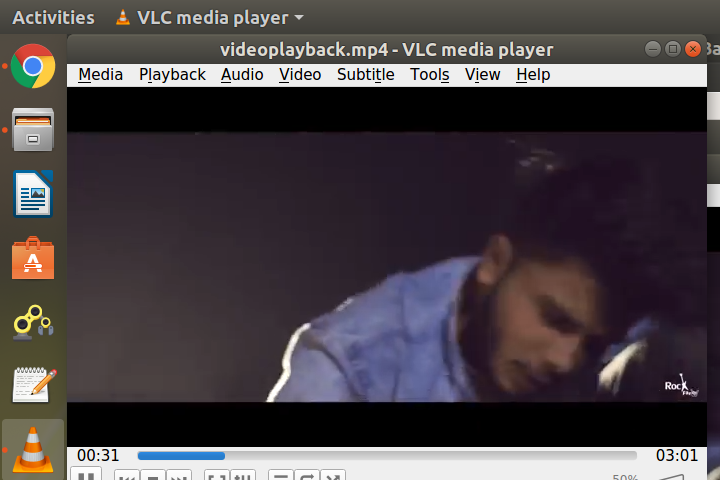 Activities VLC media player
videoplayback.mp4 - VLC media player
Media Playback Audio Video Subtitle Tools View Help
Rock
00:31 03:01
50%